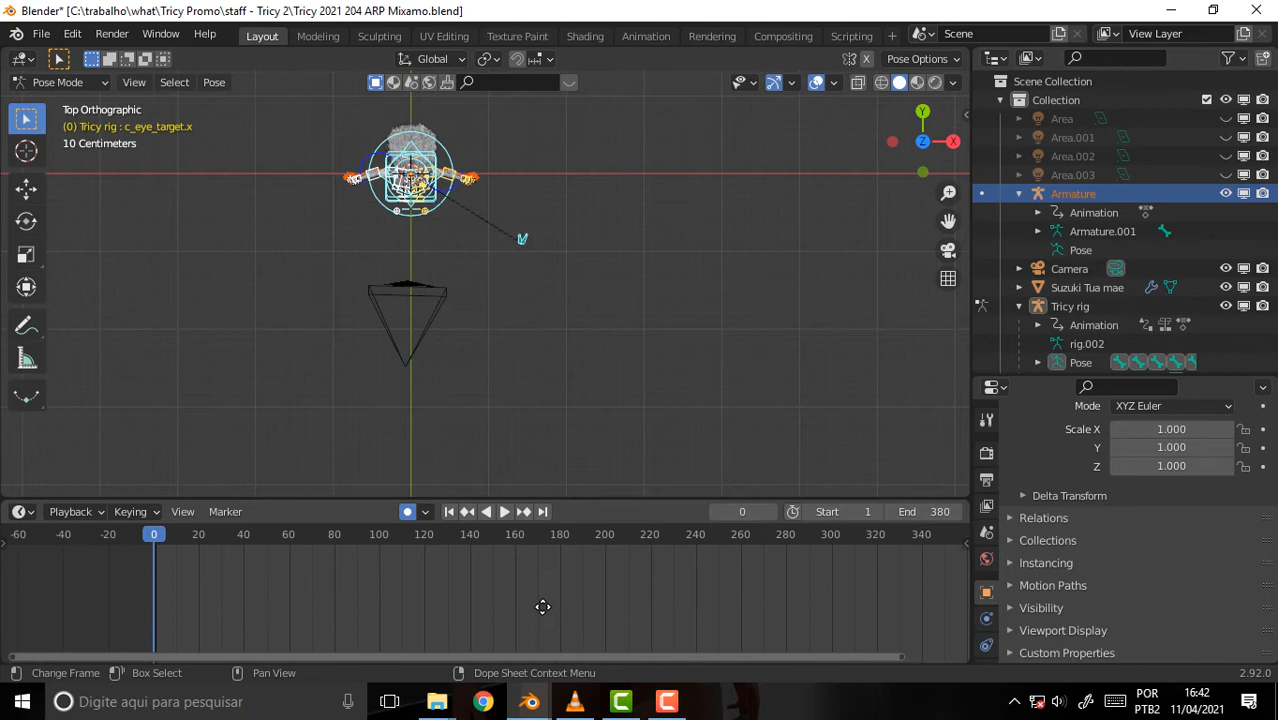 Blender* [C:\trabalho\what\Tricy Promo\staff - Tricy 2\Tricy 2021 204 ARP Mixamo.blend]
File Edit Render Window Help Layout Modeling Sculpting UV Editing Texture Paint Shading Animation Rendering Compositing Scripting Scene View Layer
Global X Pose Options
Pose Mode View Select Pose
Scene Collection
Top Orthographic
(0) Tricy rig : c_eye_target.x
10 Centimeters
Y
X
Z
Collection
Area
Area.001
Area.002
Area.003
Armature
Animation
Armature.001
Pose
Camera
Suzuki Tua mae
Tricy rig
Animation
rig.002
Pose
Mode XYZ Euler
Scale X 1.000
Y 1.000
Z 1.000
Delta Transform
Relations
Collections
Instancing
Motion Paths
Visibility
Viewport Display
Custom Properties
Playback Keying View Marker 0 Start 1 End 380
-60 -40 -20 0 20 40 60 80 100 120 140 160 180 200 220 240 260 280 300 320 340
Change Frame Box Select Pan View Dope Sheet Context Menu 2.92.0
Digite aqui para pesquisar
POR
PTB2
16:42
11/04/2021